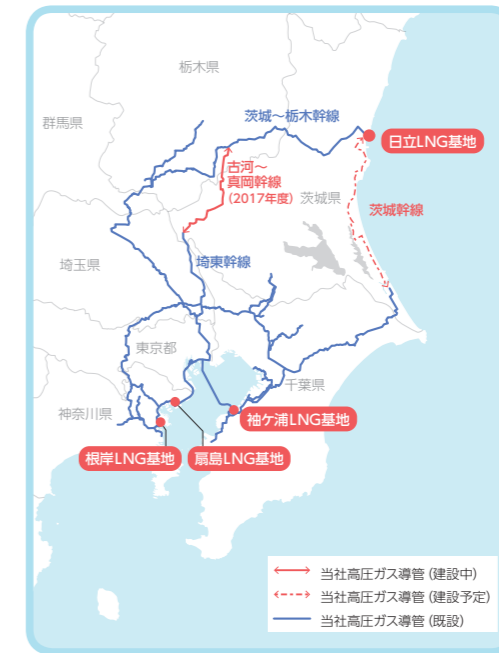 栃木県
群馬県
茨城～栃木幹線
日立LNG基地
古河～
真岡幹線
（2017年度）
茨城県
茨城幹線
埼玉県
埼東幹線
東京都
千葉県
神奈川県
袖ケ浦LNG基地
根岸LNG基地
扇島LNG基地
当社高圧ガス導管（建設中）
当社高圧ガス導管（建設予定）
当社高圧ガス導管（既設）